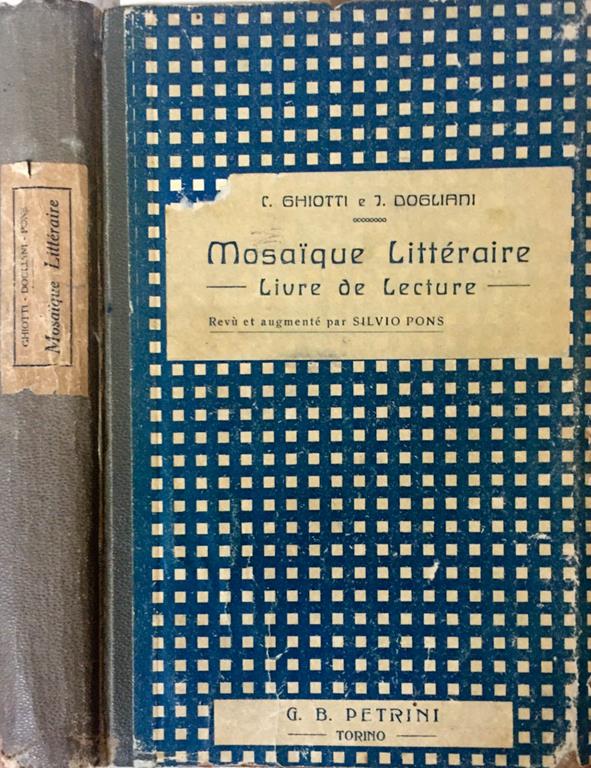 GHIOTTI - DOGLIANI - PONS
Mosaïque Littéraire
C. GHIOTTI e J. DOGLIANI
Mosaïque Littéraire
Livre de Lecture
Revù et augmenté par SILVIO PONS
G. B. PETRINI
TORINO